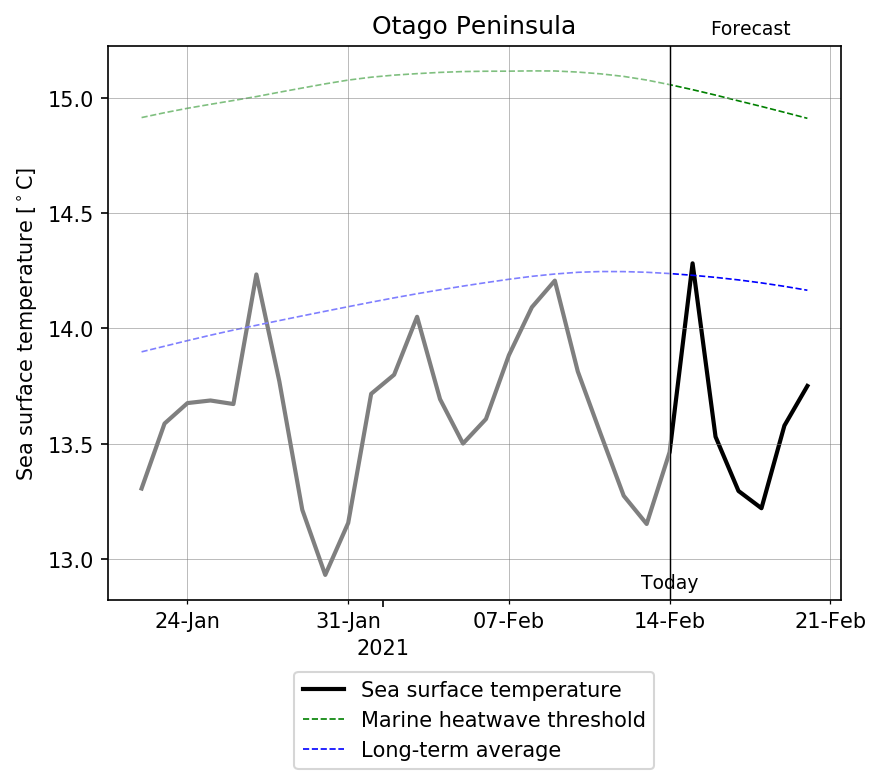 Otago Peninsula
Forecast
Sea surface temperature [°C]
15.0
14.5
14.0
13.5
13.0
Today
24-Jan 31-Jan 07-Feb 14-Feb 21-Feb
2021
Sea surface temperature
Marine heatwave threshold
Long-term average